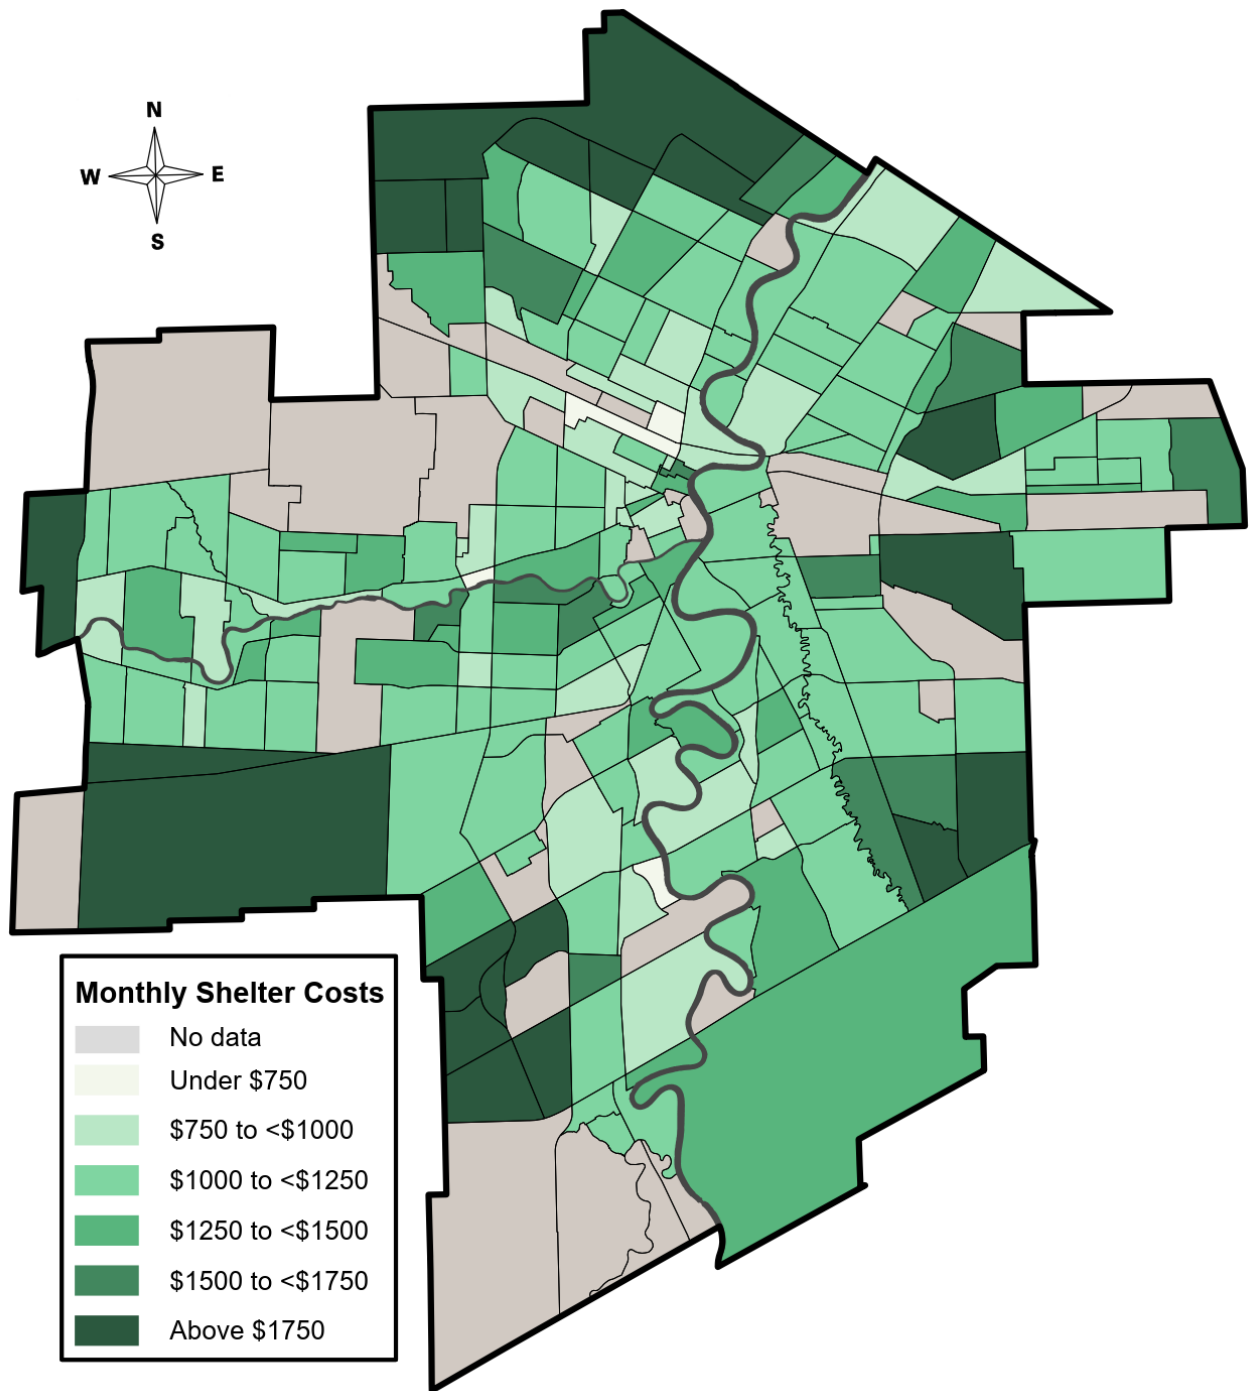 N
W E
S
Monthly Shelter Costs
No data
Under $750
$750 to <$1000
$1000 to <$1250
$1250 to <$1500
$1500 to <$1750
Above $1750